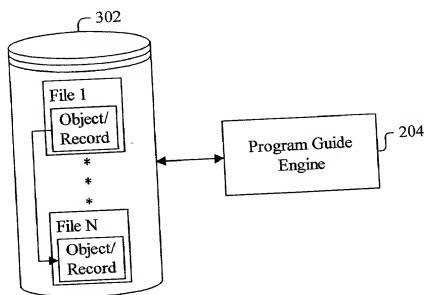 302
File 1
Object/
Record
*
*
*
File N
Object/
Record
Program Guide
Engine
204